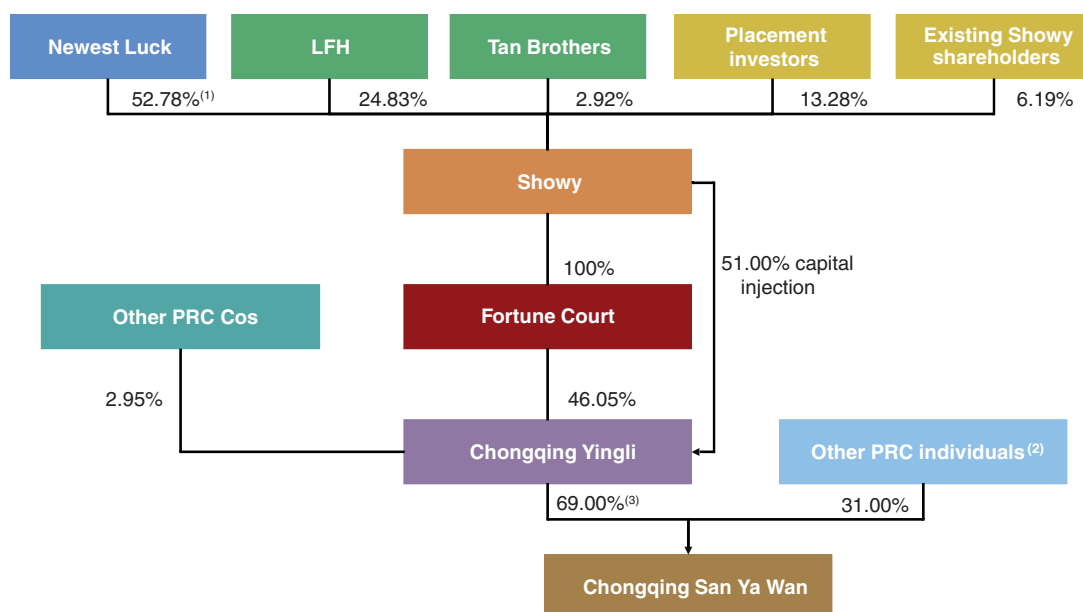 Newest Luck
LFH
Tan Brothers
Placement
investors
Existing Showy
shareholders
52.78%(1)
24.83%
2.92%
13.28%
6.19%
Showy
100%
51.00% capital
injection
Other PRC Cos
Fortune Court
2.95%
46.05%
Chongqing Yingli
Other PRC individuals(2)
69.00%(3)
31.00%
Chongqing San Ya Wan